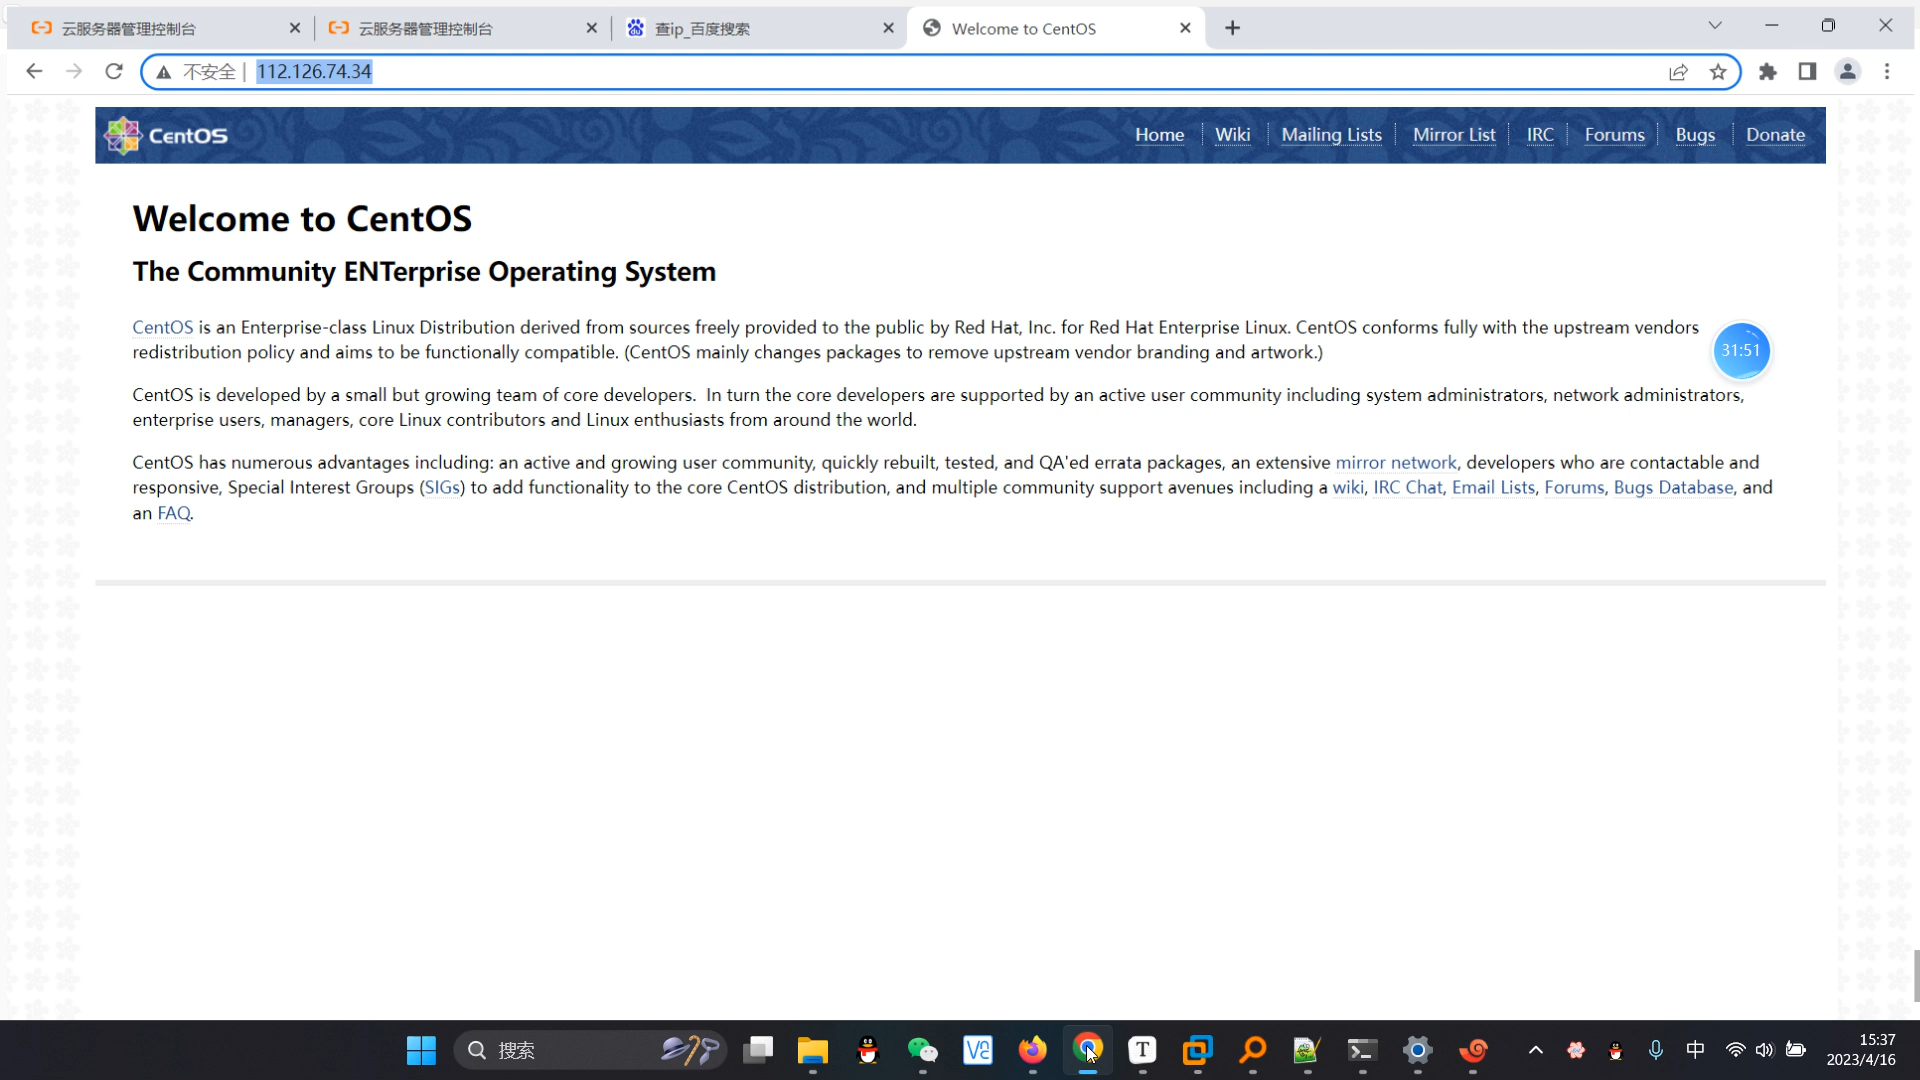 云服务器管理控制台
云服务器管理控制台
查ip_百度搜索
Welcome to CentOS
不安全 | 112.126.74.34
CentOS
Home
Wiki
Mailing Lists
Mirror List
IRC
Forums
Bugs
Donate
Welcome to CentOS
The Community ENTerprise Operating System
CentOS is an Enterprise-class Linux Distribution derived from sources freely provided to the public by Red Hat, Inc. for Red Hat Enterprise Linux. CentOS conforms fully with the upstream vendors
redistribution policy and aims to be functionally compatible. (CentOS mainly changes packages to remove upstream vendor branding and artwork.)
31:51
CentOS is developed by a small but growing team of core developers.  In turn the core developers are supported by an active user community including system administrators, network administrators,
enterprise users, managers, core Linux contributors and Linux enthusiasts from around the world.
CentOS has numerous advantages including: an active and growing user community, quickly rebuilt, tested, and QA'ed errata packages, an extensive mirror network, developers who are contactable and
responsive, Special Interest Groups (SIGs) to add functionality to the core CentOS distribution, and multiple community support avenues including a wiki, IRC Chat, Email Lists, Forums, Bugs Database, and
an FAQ.
搜索
中
15:37
2023/4/16